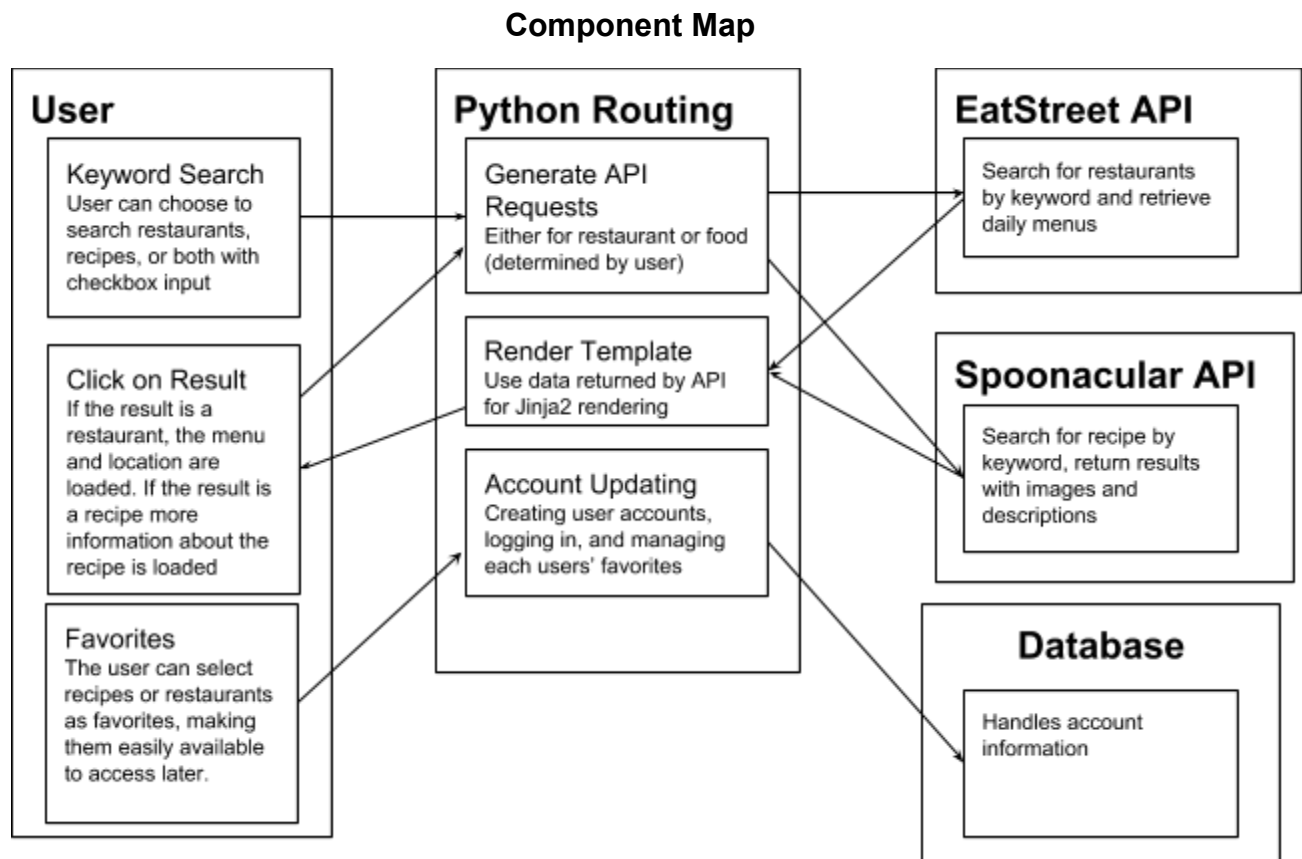 Component Map
User
Keyword Search
User can choose to
search restaurants,
recipes, or both with
checkbox input
Click on Result
If the result is a
restaurant, the menu
and location are
loaded. If the result is
a recipe more
information about the
recipe is loaded
Favorites
The user can select
recipes or restaurants
as favorites, making
them easily available
to access later.
Python Routing
Generate API
Requests
Either for restaurant or food
(determined by user)
Render Template
Use data returned by API
for Jinja2 rendering
Account Updating
Creating user accounts,
logging in, and managing
each users’ favorites
EatStreet API
Search for restaurants
by keyword and retrieve
daily menus
Spoonacular API
Search for recipe by
keyword, return results
with images and
descriptions
Database
Handles account
information